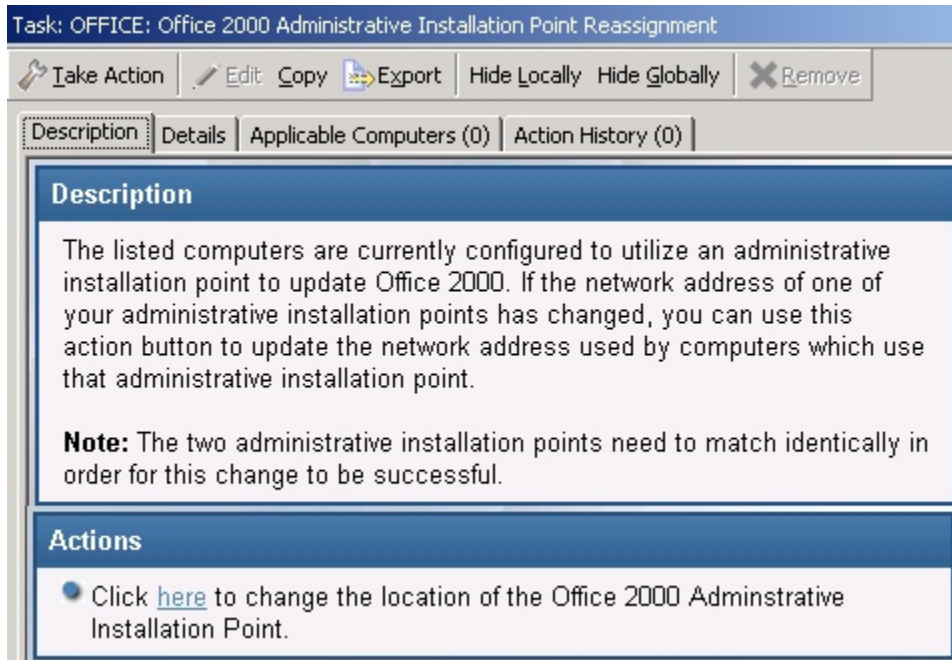 Task: OFFICE: Office 2000 Administrative Installation Point Reassignment
Take Action Edit Copy Export Hide Locally Hide Globally Remove
Description Details Applicable Computers (0) Action History (0)
Description
The listed computers are currently configured to utilize an administrative
installation point to update Office 2000. If the network address of one of
your administrative installation points has changed, you can use this
action button to update the network address used by computers which use
that administrative installation point.
Note: The two administrative installation points need to match identically in
order for this change to be successful.
Actions
Click here to change the location of the Office 2000 Adminstrative
Installation Point.